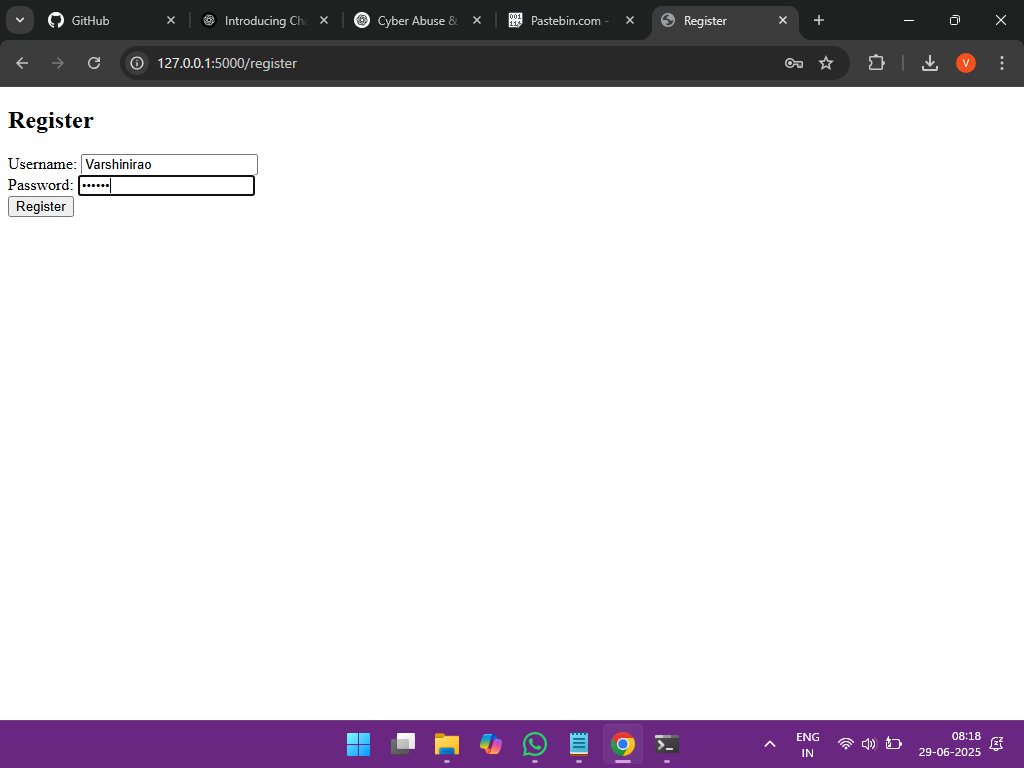 GitHub
Introducing Ch
Cyber Abuse &
Pastebin.com -
Register
127.0.0.1:5000/register
V
Register
Username: Varshinirao
Password: ••••••
Register
ENG
IN
08:18
29-06-2025